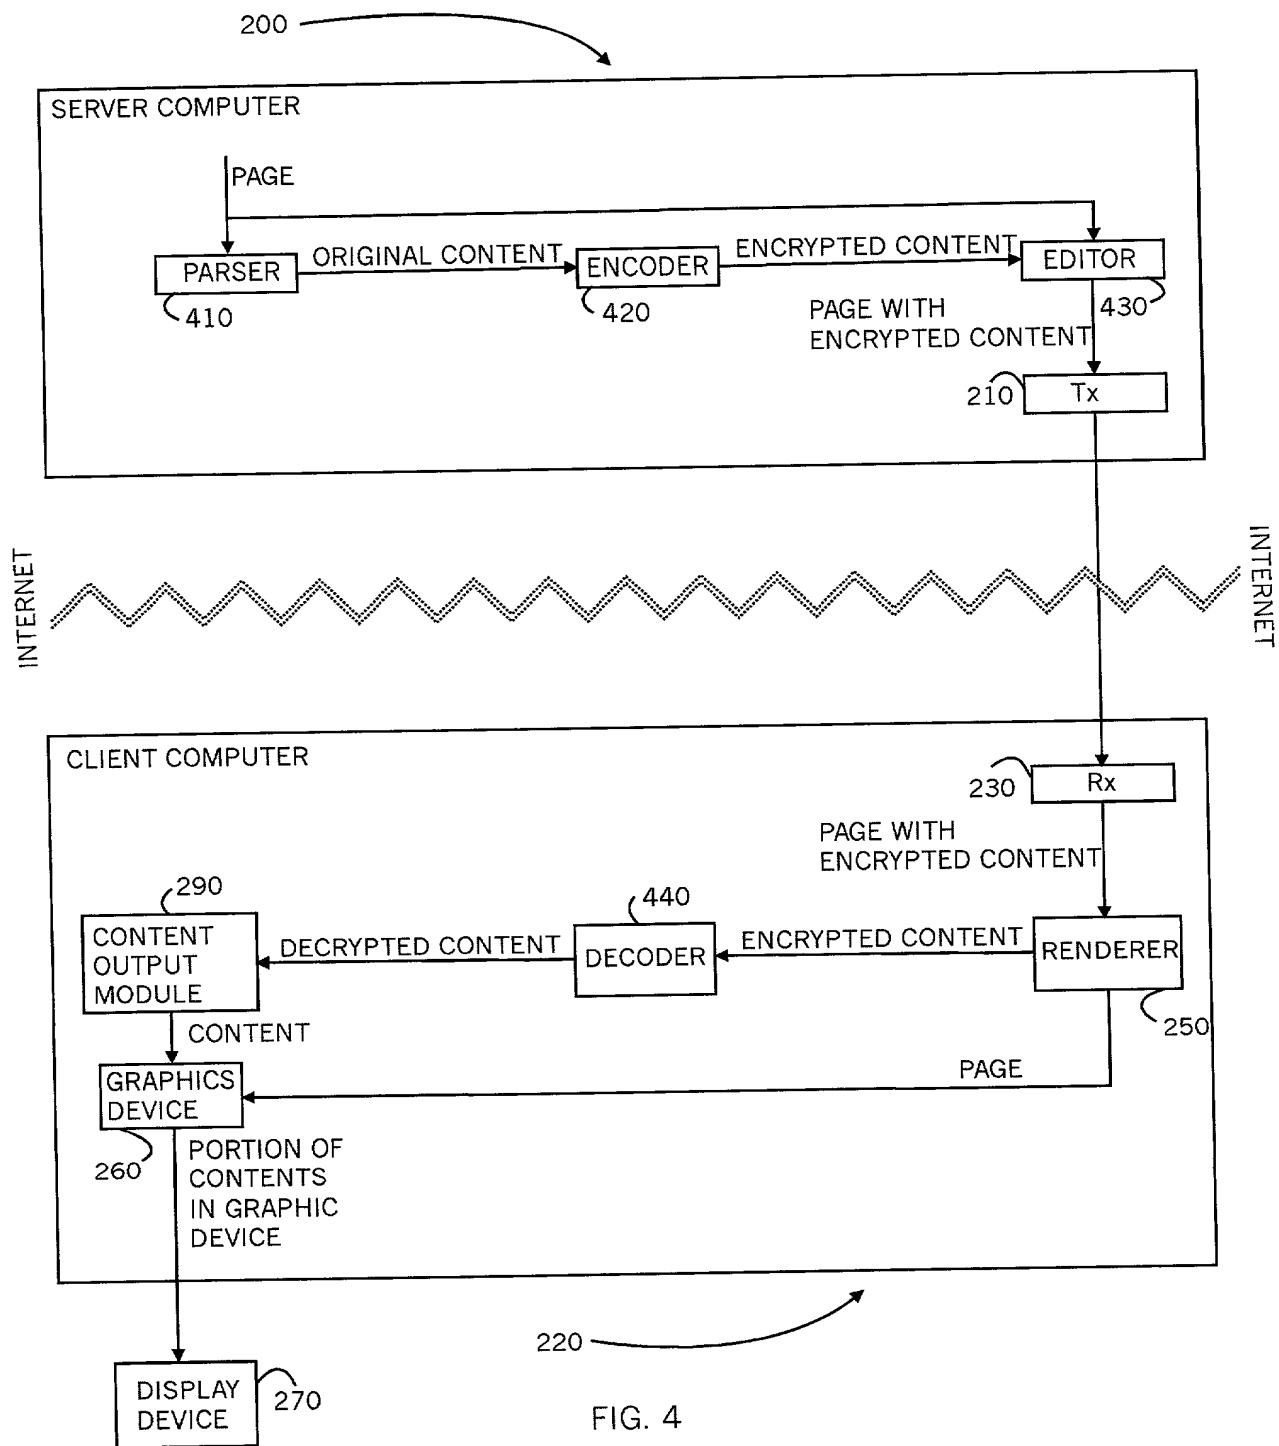 200
SERVER COMPUTER
PAGE
PARSER
ORIGINAL CONTENT
ENCODER
ENCRYPTED CONTENT
EDITOR
410
420
430
PAGE WITH
ENCRYPTED CONTENT
210
Tx
INTERNET
INTERNET
CLIENT COMPUTER
230
Rx
PAGE WITH
ENCRYPTED CONTENT
290
440
CONTENT
OUTPUT
MODULE
DECRYPTED CONTENT
DECODER
ENCRYPTED CONTENT
RENDERER
250
CONTENT
GRAPHICS
DEVICE
PAGE
260
PORTION OF
CONTENTS
IN GRAPHIC
DEVICE
220
DISPLAY
DEVICE
270
FIG. 4